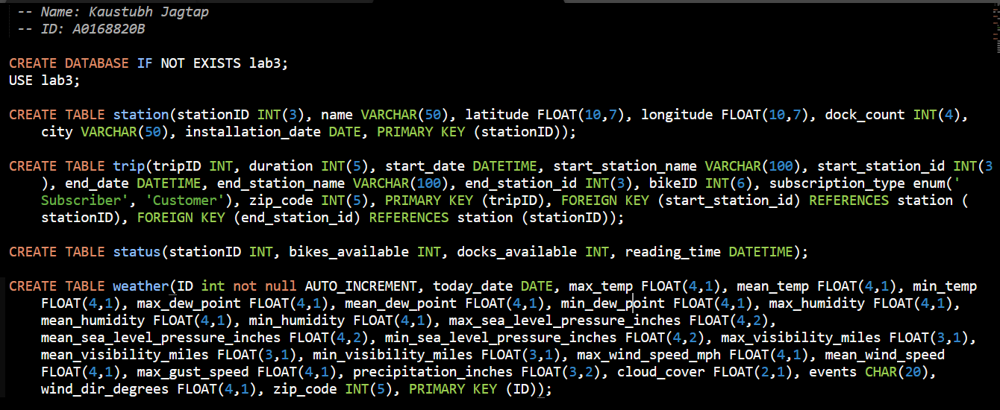 -- Name: Kaustubh Jagtap
-- ID: A0168820B
CREATE DATABASE IF NOT EXISTS lab3;
USE lab3;
CREATE TABLE station(stationID INT(3), name VARCHAR(50), latitude FLOAT(10,7), longitude FLOAT(10,7), dock_count INT(4),
city VARCHAR(50), installation_date DATE, PRIMARY KEY (stationID));
CREATE TABLE trip(tripID INT, duration INT(5), start_date DATETIME, start_station_name VARCHAR(100), start_station_id INT(3
), end_date DATETIME, end_station_name VARCHAR(100), end_station_id INT(3), bikeID INT(6), subscription_type enum('
Subscriber', 'Customer'), zip_code INT(5), PRIMARY KEY (tripID), FOREIGN KEY (start_station_id) REFERENCES station (
stationID), FOREIGN KEY (end_station_id) REFERENCES station (stationID));
CREATE TABLE status(stationID INT, bikes_available INT, docks_available INT, reading_time DATETIME);
CREATE TABLE weather(ID int not null AUTO_INCREMENT, today_date DATE, max_temp FLOAT(4,1), mean_temp FLOAT(4,1), min_temp
FLOAT(4,1), max_dew_point FLOAT(4,1), mean_dew_point FLOAT(4,1), min_dew_point FLOAT(4,1), max_humidity FLOAT(4,1),
mean_humidity FLOAT(4,1), min_humidity FLOAT(4,1), max_sea_level_pressure_inches FLOAT(4,2),
mean_sea_level_pressure_inches FLOAT(4,2), min_sea_level_pressure_inches FLOAT(4,2), max_visibility_miles FLOAT(3,1),
mean_visibility_miles FLOAT(3,1), min_visibility_miles FLOAT(3,1), max_wind_speed_mph FLOAT(4,1), mean_wind_speed
FLOAT(4,1), max_gust_speed FLOAT(4,1), precipitation_inches FLOAT(3,2), cloud_cover FLOAT(2,1), events CHAR(20),
wind_dir_degrees FLOAT(4,1), zip_code INT(5), PRIMARY KEY (ID));